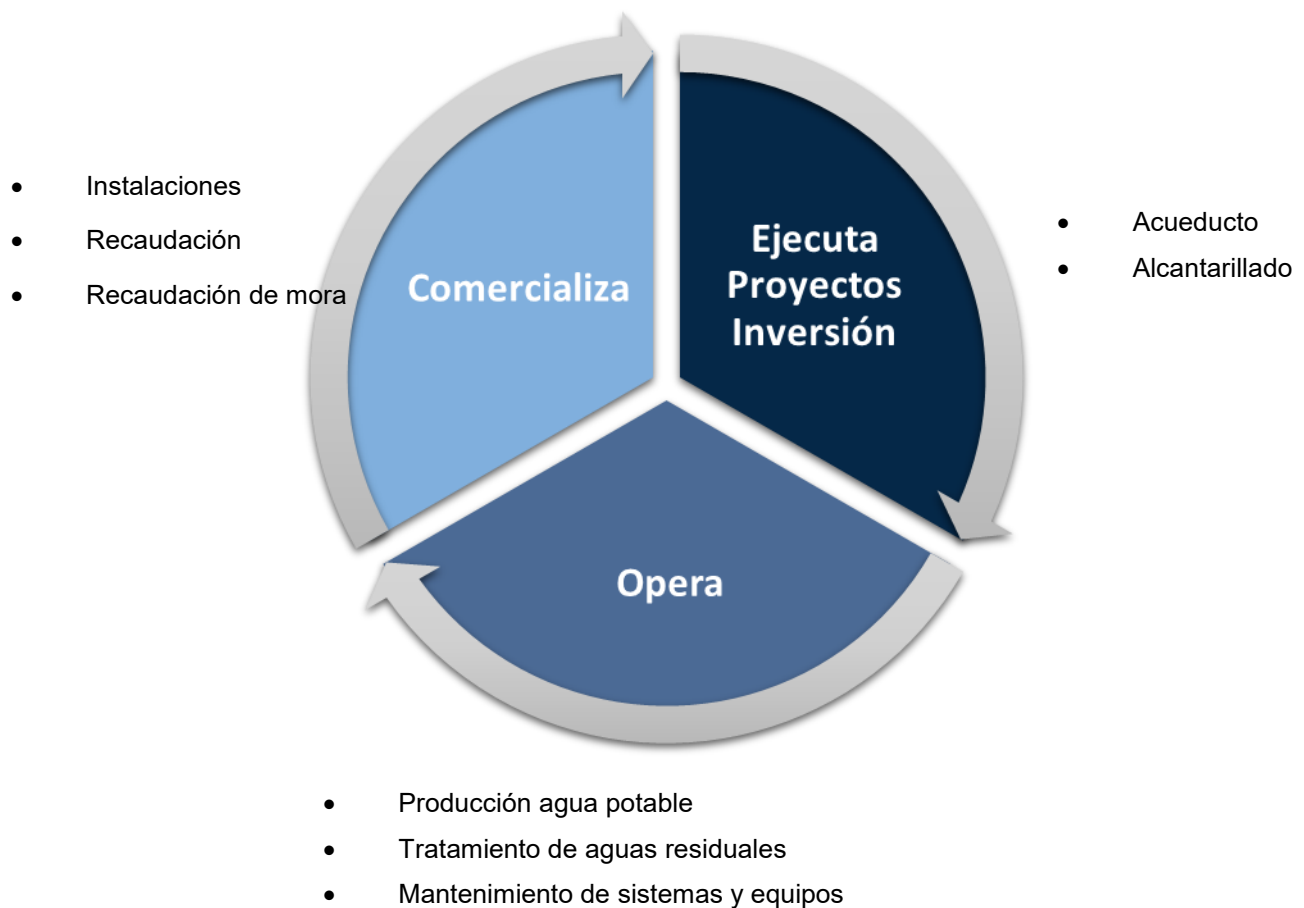 • Instalaciones
• Recaudación
• Recaudación de mora
Comercializa
Ejecuta
Proyectos
Inversión
• Acueducto
• Alcantarillado
Opera
• Producción agua potable
• Tratamiento de aguas residuales
• Mantenimiento de sistemas y equipos